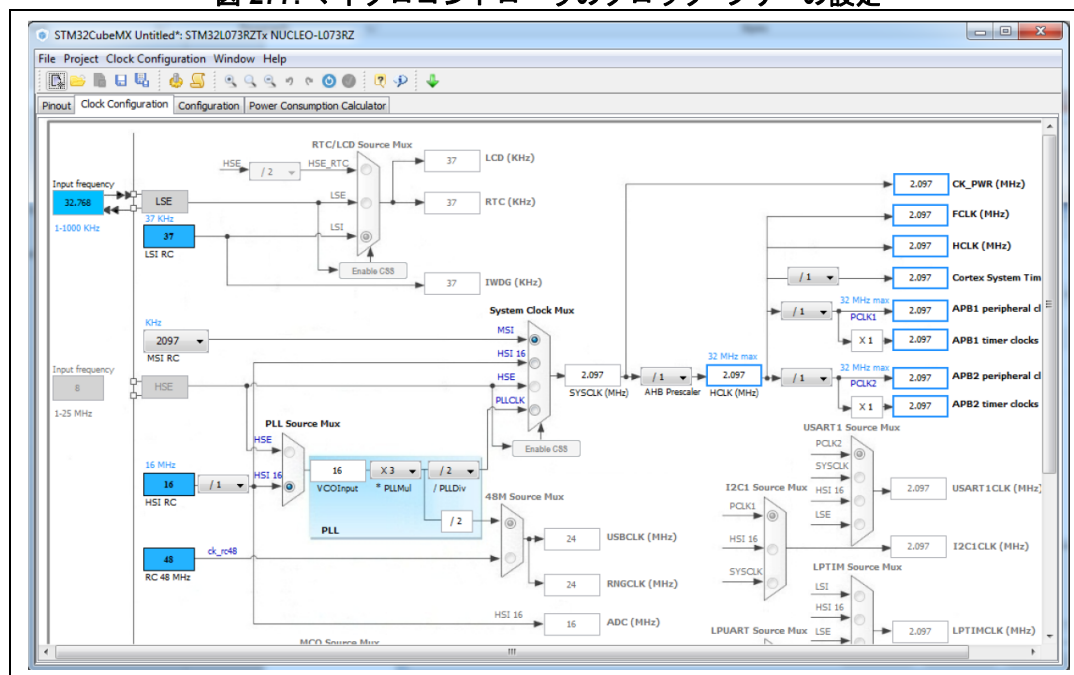 STM32CubeMX Untitled*: STM32L073RZTx NUCLEO-L073RZ
File Project Clock Configuration Window Help
Pinout Clock Configuration Configuration Power Consumption Calculator
RTC/LCD Source Mux
HSE
/ 2
HSE_RTC
37
LCD (KHz)
Input frequency
32.768
1-1000 KHz
LSE
LSE
37
RTC (KHz)
37 KHz
37
LSI RC
LSI
Enable CSS
37
IWDG (KHz)
2.097
CK_PWR (MHz)
2.097
FCLK (MHz)
2.097
HCLK (MHz)
/ 1
2.097
Cortex System Tim
32 MHz max
/ 1
PCLK1
2.097
APB1 peripheral cl
X 1
2.097
APB1 timer clocks
System Clock Mux
KHz
2097
MSI RC
MSI
HSI 16
HSE
PLLCLK
2.097
SYSCLK (MHz)
/ 1
AHB Prescaler
32 MHz max
2.097
HCLK (MHz)
/ 1
32 MHz max
PCLK2
2.097
APB2 peripheral cl
X 1
2.097
APB2 timer clocks
Enable CSS
Input frequency
8
1-25 MHz
HSE
PLL Source Mux
HSE
HSI 16
16 MHz
16
HSI RC
/ 1
16
VCOInput
X 3
* PLLMul
/ 2
/ PLLDiv
/ 2
PLL
48M Source Mux
24
USBCLK (MHz)
24
RNGCLK (MHz)
48
RC 48 MHz
ck_rc48
HSI 16
16
ADC (MHz)
USART1 Source Mux
PCLK2
SYSCLK
HSI 16
LSE
2.097
USART1CLK (MHz)
I2C1 Source Mux
PCLK1
HSI 16
SYSCLK
2.097
I2C1CLK (MHz)
LPTIM Source Mux
LSI
HSI 16
LSE
2.097
LPTIMCLK (MHz)
LPUART Source Mux
MCO Source Mux